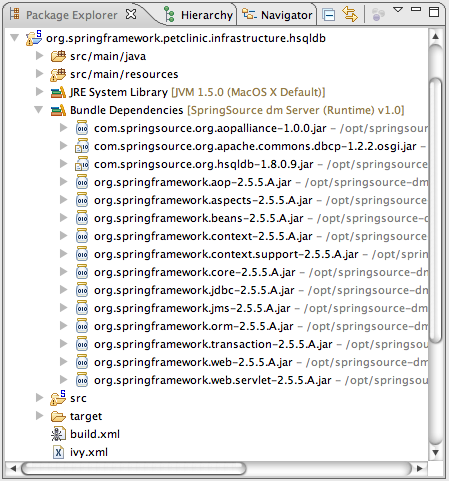 Package Explorer Hierarchy Navigator
org.springframework.petclinic.infrastructure.hsqldb
src/main/java
src/main/resources
JRE System Library [JVM 1.5.0 (MacOS X Default)]
Bundle Dependencies [SpringSource dm Server (Runtime) v1.0]
com.springsource.org.aopalliance-1.0.0.jar - /opt/springsou
com.springsource.org.apache.commons.dbcp-1.2.2.osgi.jar -
com.springsource.org.hsqldb-1.8.0.9.jar - /opt/springsource
org.springframework.aop-2.5.5.A.jar - /opt/springsource-dm
org.springframework.aspects-2.5.5.A.jar - /opt/springsource
org.springframework.beans-2.5.5.A.jar - /opt/springsource-
org.springframework.context-2.5.5.A.jar - /opt/springsource
org.springframework.context.support-2.5.5.A.jar - /opt/spri
org.springframework.core-2.5.5.A.jar - /opt/springsource-d
org.springframework.jdbc-2.5.5.A.jar - /opt/springsource-dr
org.springframework.jms-2.5.5.A.jar - /opt/springsource-dm
org.springframework.orm-2.5.5.A.jar - /opt/springsource-dr
org.springframework.transaction-2.5.5.A.jar - /opt/springso
org.springframework.web-2.5.5.A.jar - /opt/springsource-dr
org.springframework.web.servlet-2.5.5.A.jar - /opt/springso
src
target
build.xml
ivy.xml